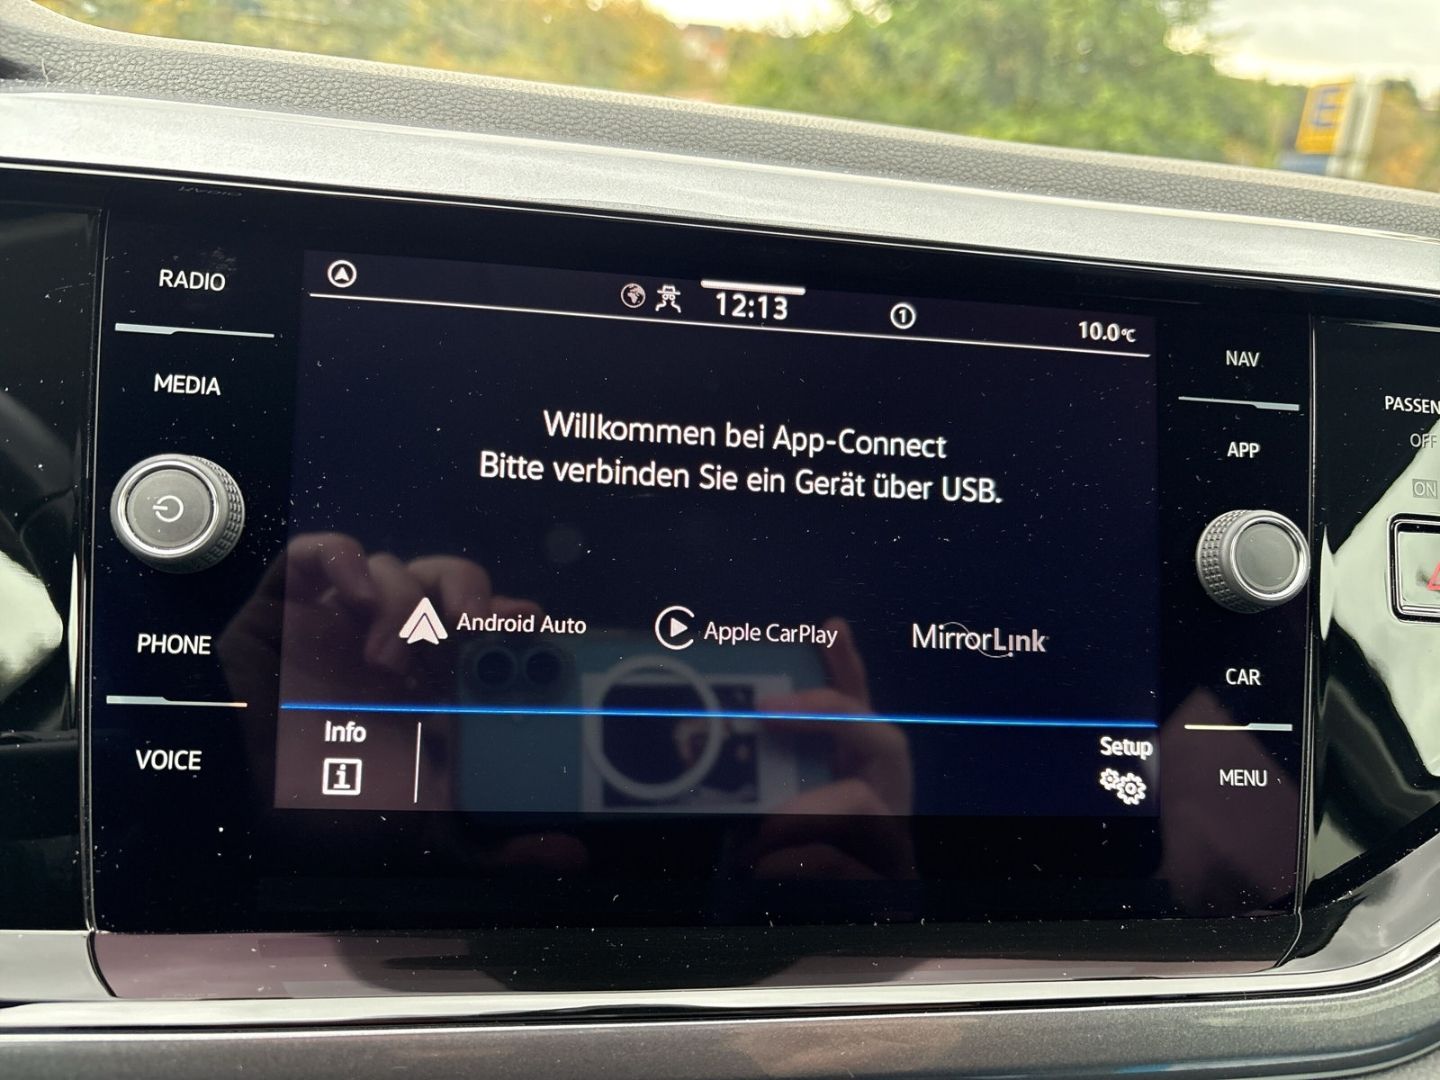 RADIO
MEDIA
PHONE
VOICE
12:13
1
10.0°C
Willkommen bei App-Connect
Bitte verbinden Sie ein Gerät über USB.
Android Auto
Apple CarPlay
MirrorLink
Info
i
Setup
NAV
APP
CAR
MENU
OFF
ON
E